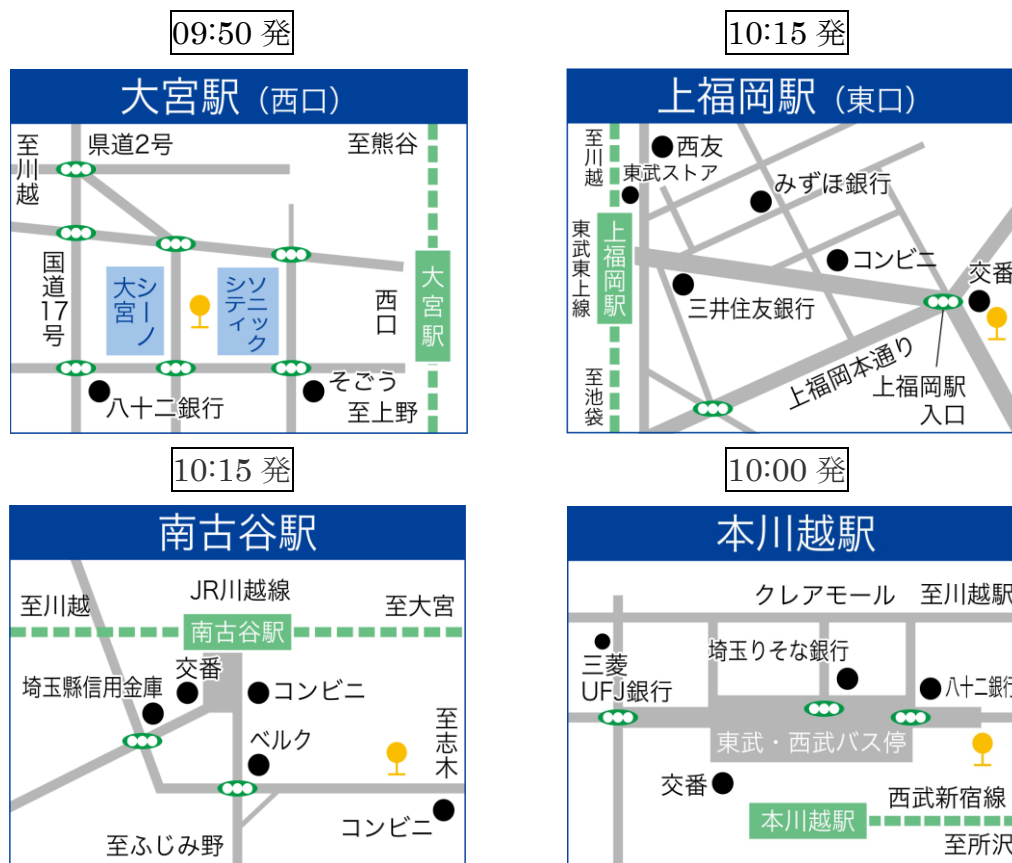 09:50 発
大宮駅（西口）
至川越
県道2号
至熊谷
国道17号
シーノ大宮
ソニックシティ
西口
大宮駅
八十二銀行
そごう
至上野
10:15 発
上福岡駅（東口）
至川越
西友
東武ストア
みずほ銀行
東武東上線
上福岡駅
コンビニ
交番
三井住友銀行
上福岡本通り
上福岡駅
入口
至池袋
10:15 発
南古谷駅
JR川越線
至川越
至大宮
南古谷駅
交番
埼玉縣信用金庫
コンビニ
至志木
ベルク
コンビニ
至ふじみ野
10:00 発
本川越駅
クレアモール
至川越駅
三菱
UFJ銀行
埼玉りそな銀行
八十二銀行
東武・西武バス停
交番
西武新宿線
本川越駅
至所沢